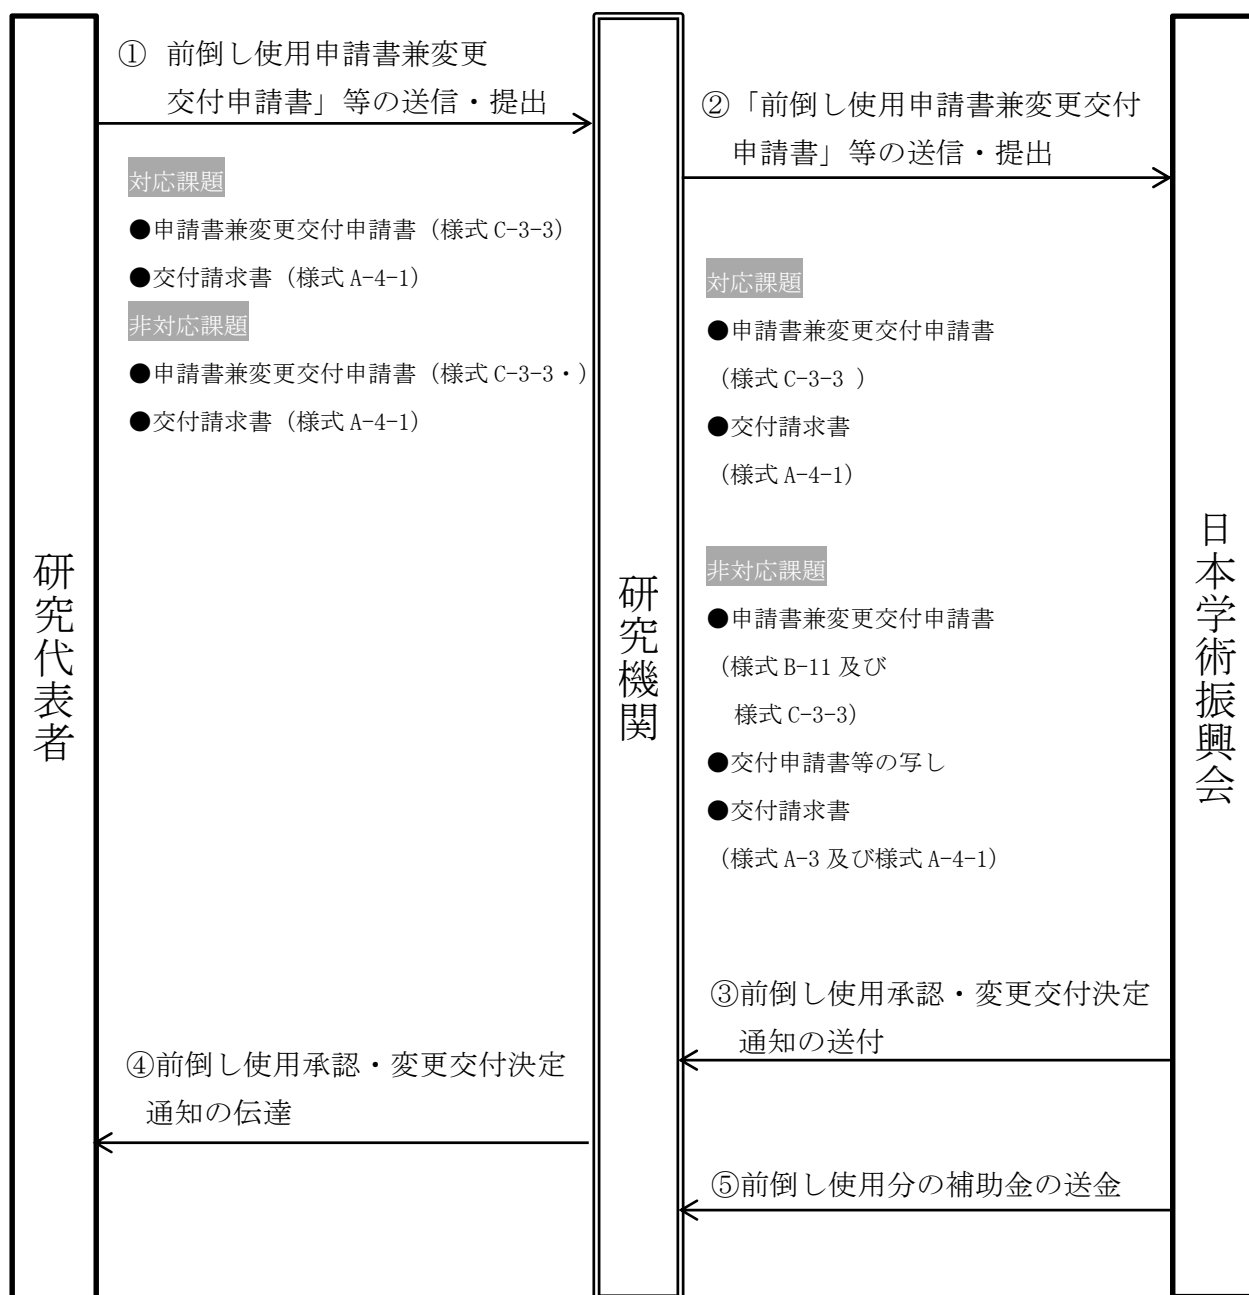 ① 前倒し使用申請書兼変更
交付申請書」等の送信・提出
対応課題
●申請書兼変更交付申請書（様式 C-3-3）
●交付請求書（様式 A-4-1）
非対応課題
●申請書兼変更交付申請書（様式 C-3-3・）
●交付請求書（様式 A-4-1）
②「前倒し使用申請書兼変更交付
申請書」等の送信・提出
対応課題
●申請書兼変更交付申請書
（様式 C-3-3 ）
●交付請求書
（様式 A-4-1）
非対応課題
●申請書兼変更交付申請書
（様式 B-11 及び
様式 C-3-3）
●交付申請書等の写し
●交付請求書
（様式 A-3 及び様式 A-4-1）
研究代表者
研究機関
日本学術振興会
③前倒し使用承認・変更交付決定
通知の送付
④前倒し使用承認・変更交付決定
通知の伝達
⑤前倒し使用分の補助金の送金